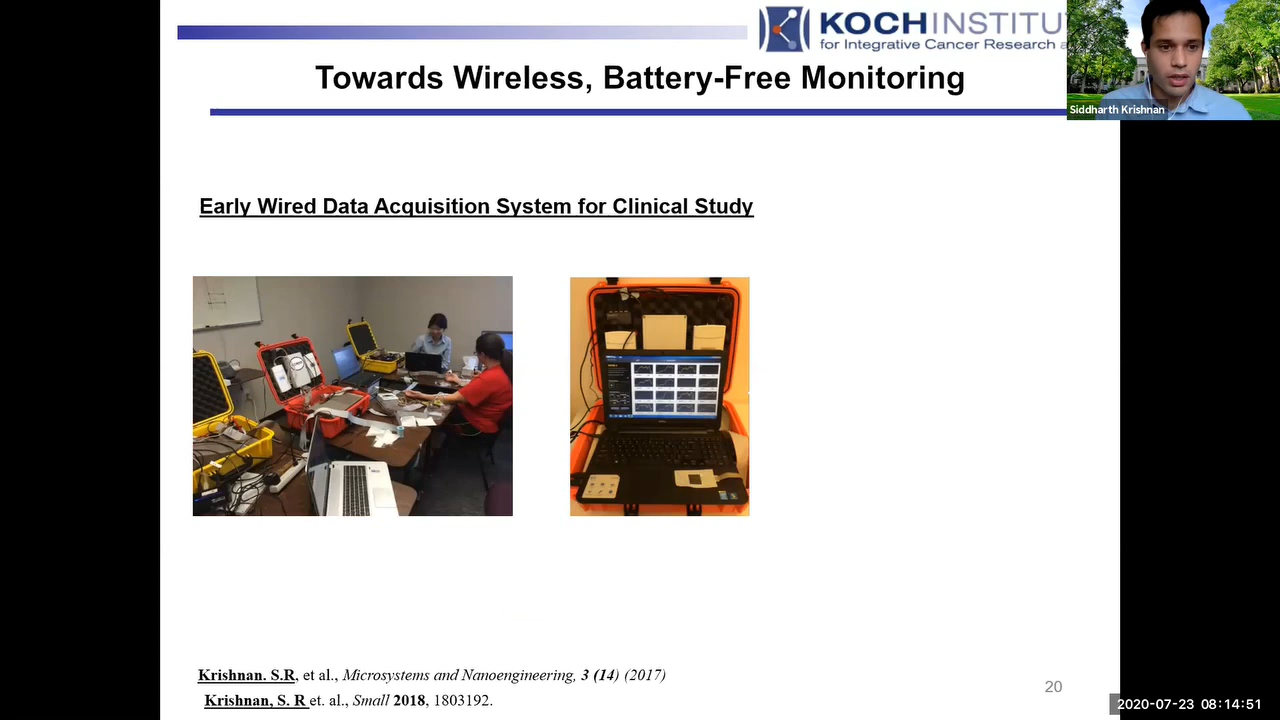 KOCH INSTITU
for Integrative Cancer Research
Towards Wireless, Battery-Free Monitoring
Siddharth Krishnan
Early Wired Data Acquisition System for Clinical Study
Krishnan. S.R, et al., Microsystems and Nanoengineering, 3 (14) (2017)
Krishnan, S. R et. al., Small 2018, 1803192.
20
2020-07-23 08:14:51